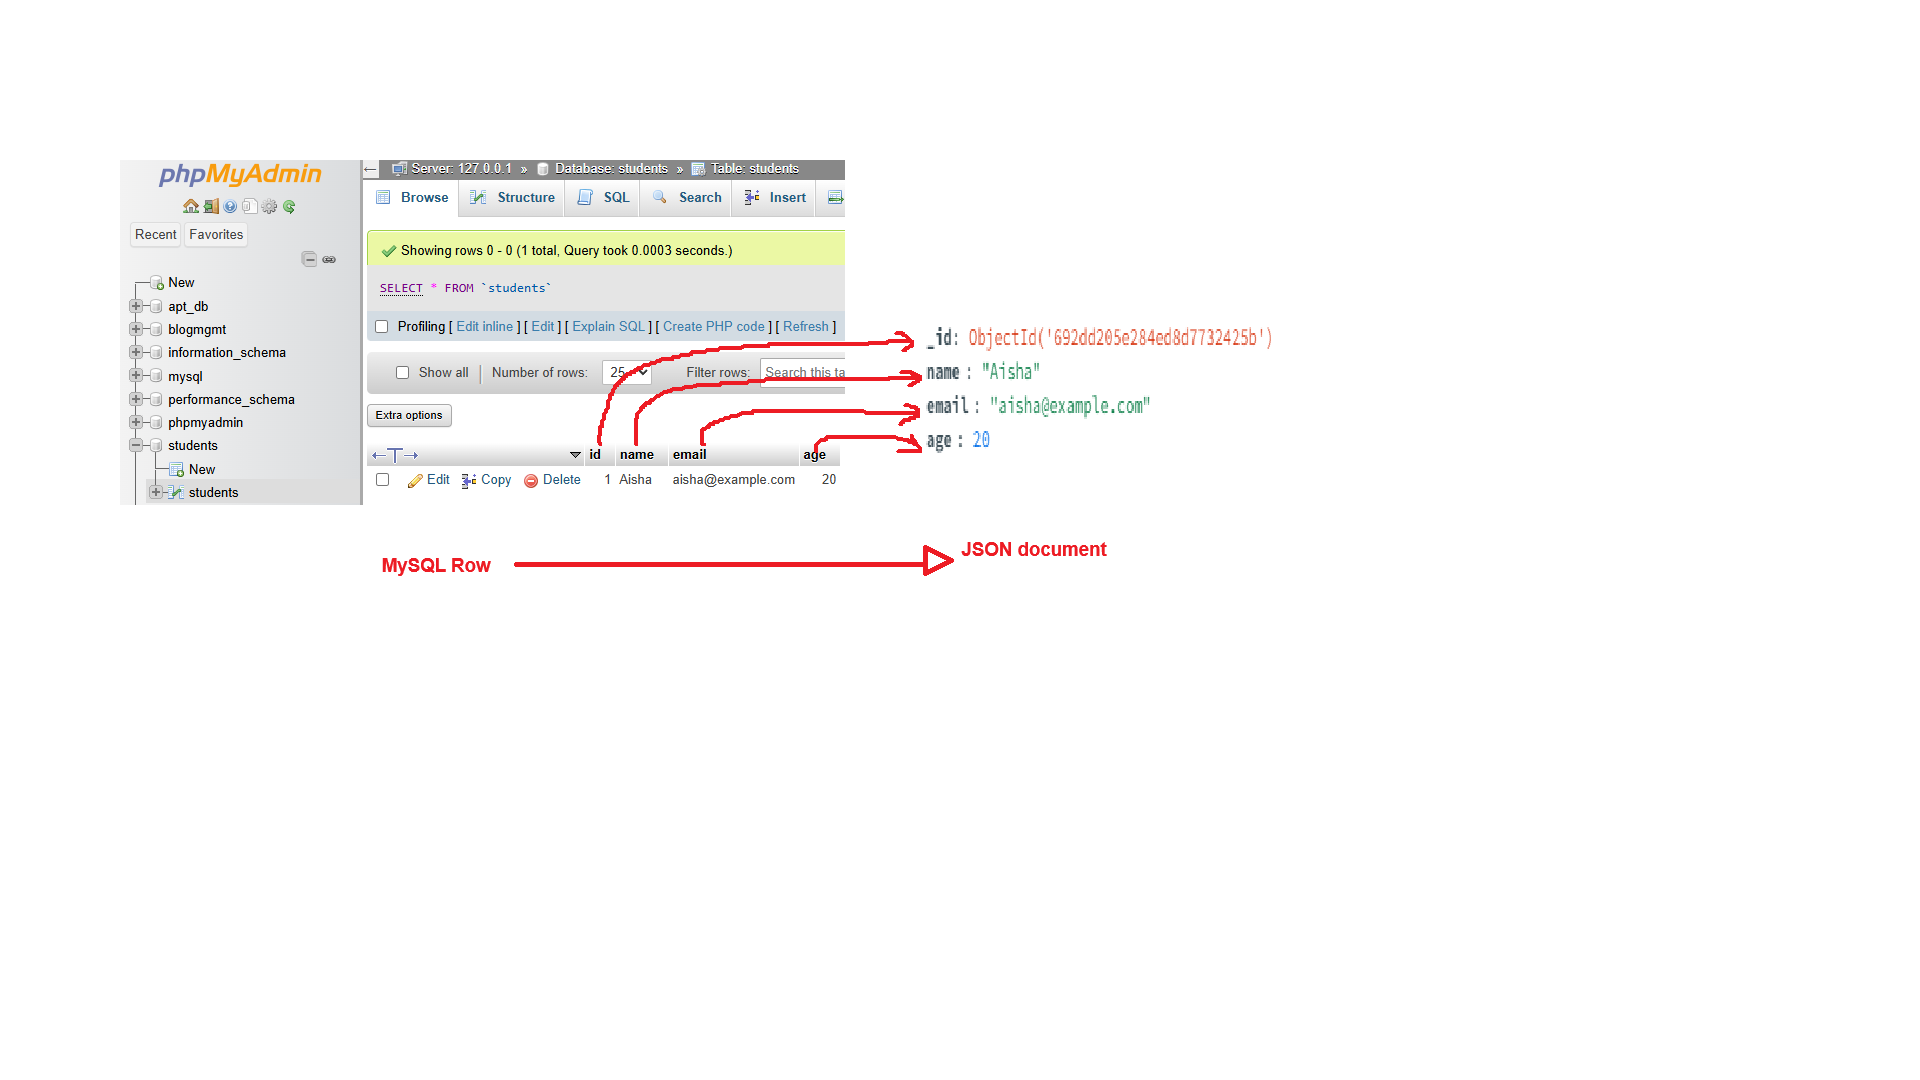 phpMyAdmin
Recent Favorites
New
apt_db
blogmgmt
information_schema
mysql
performance_schema
phpmyadmin
students
New
students
Server: 127.0.0.1 » Database: students » Table: students
Browse Structure SQL Search Insert
Showing rows 0 - 0 (1 total, Query took 0.0003 seconds.)
SELECT * FROM `students`
Profiling [ Edit inline ] [ Edit ] [ Explain SQL ] [ Create PHP code ] [ Refresh ]
Show all Number of rows: 25 Filter rows: Search this ta
Extra options
id name email age
Edit Copy Delete 1 Aisha aisha@example.com 20
_id: ObjectId('692dd205e284ed8d7732425b')
name : "Aisha"
email : "aisha@example.com"
age : 20
MySQL Row
JSON document